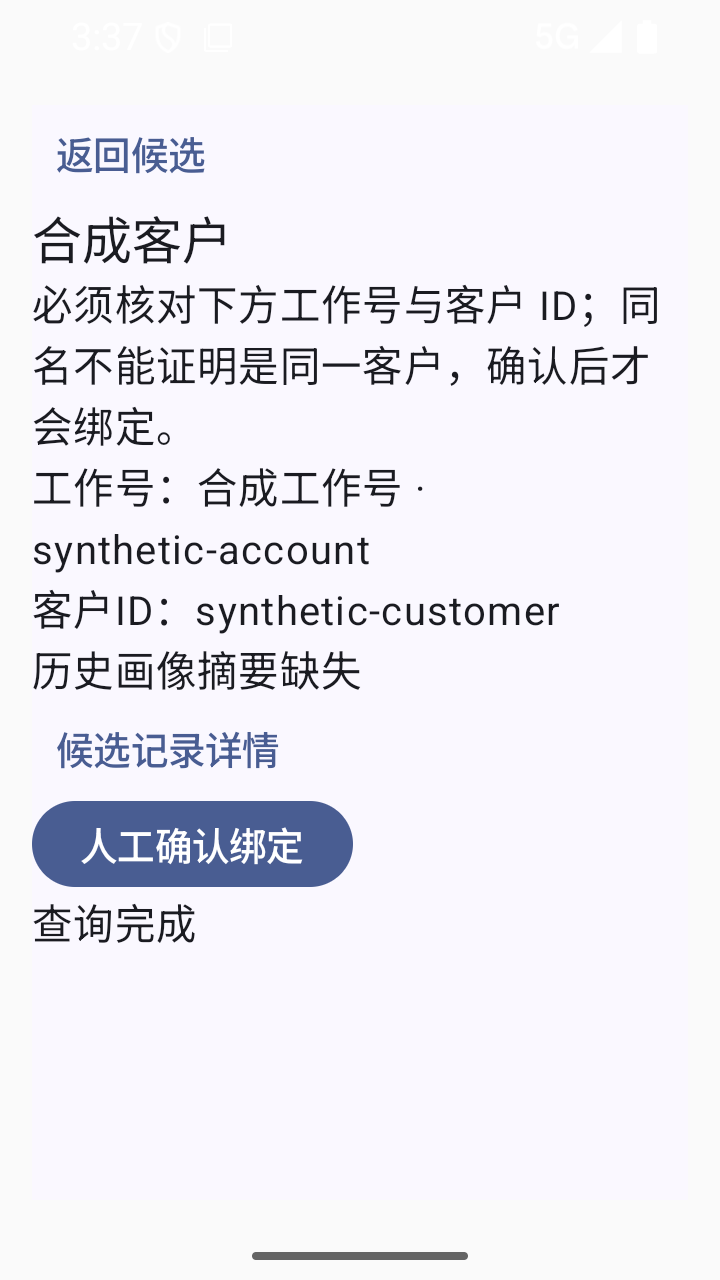 3:37
5G
返回候选
合成客户
必须核对下方工作号与客户 ID；同
名不能证明是同一客户，确认后才
会绑定。
工作号：合成工作号 ·
synthetic-account
客户ID：synthetic-customer
历史画像摘要缺失
候选记录详情
人工确认绑定
查询完成